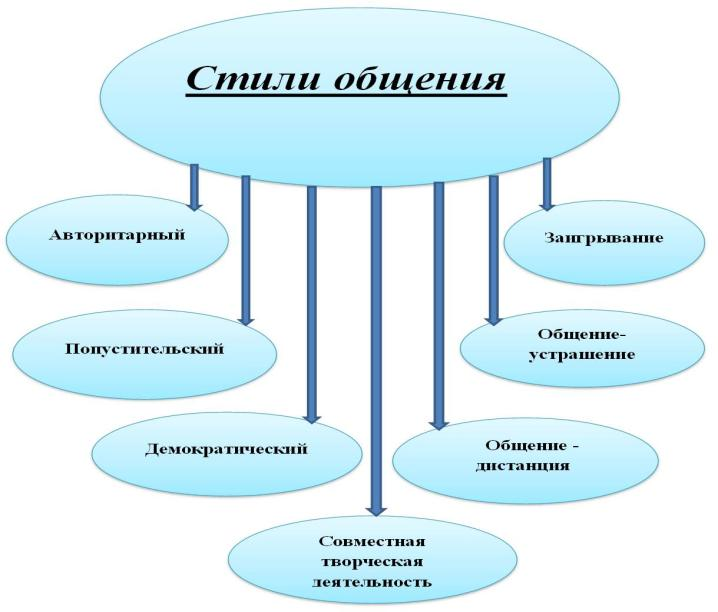 Стили общения
Авторитарный
Заигрывание
Попустительский
Общение-
устрашение
Демократический
Общение -
дистанция
Совместная
творческая
деятельность